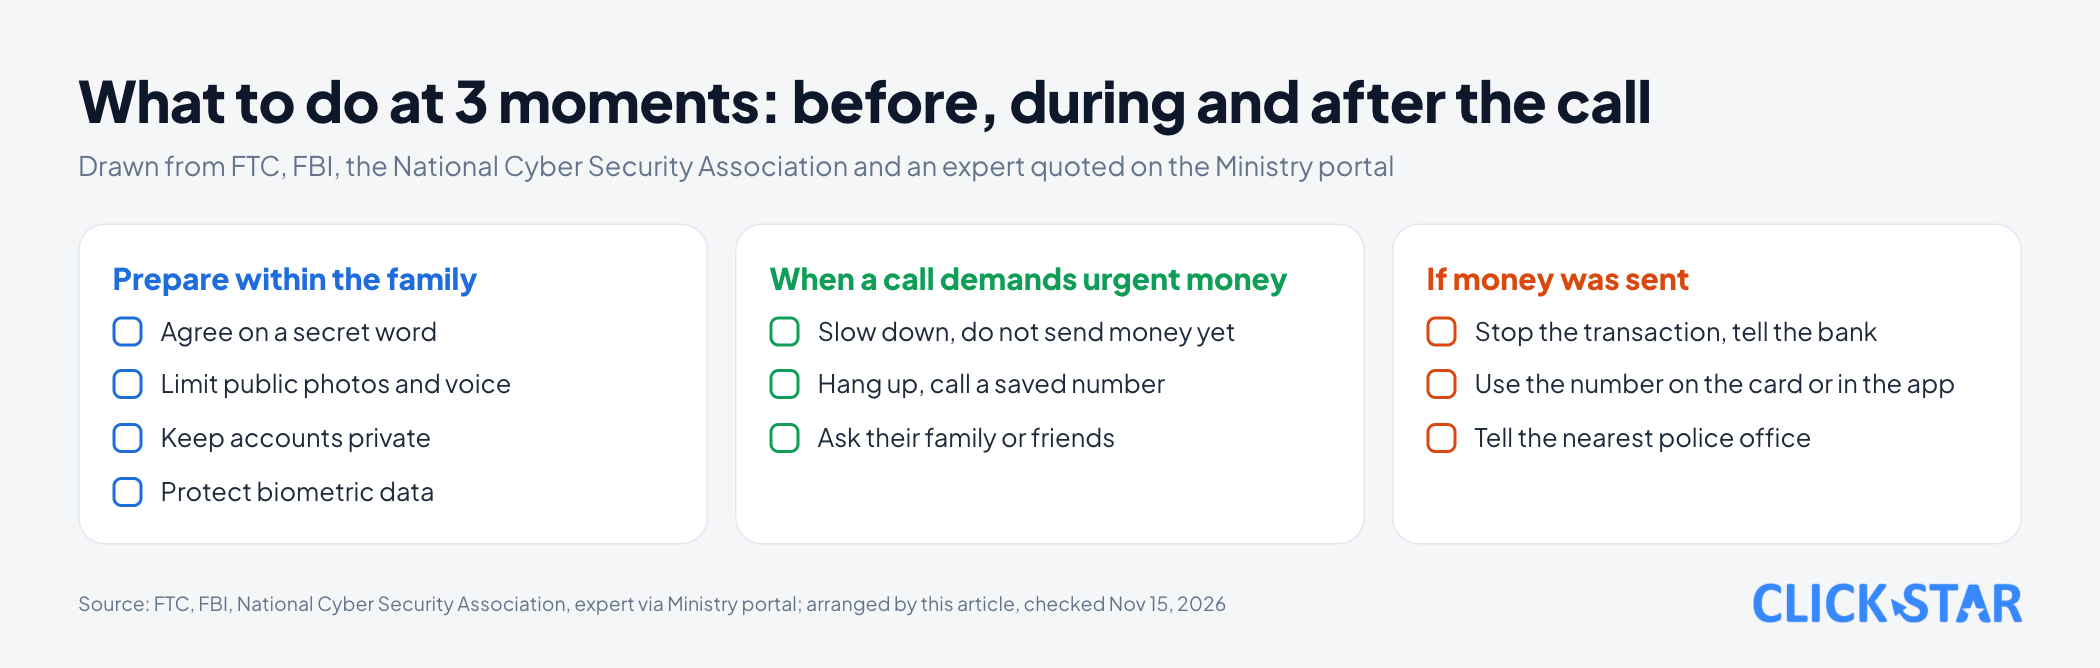 What to do at 3 moments: before, during and after the call
Drawn from FTC, FBI, the National Cyber Security Association and an expert quoted on the Ministry portal
Prepare within the family
Agree on a secret word
Limit public photos and voice
Keep accounts private
Protect biometric data
When a call demands urgent money
Slow down, do not send money yet
Hang up, call a saved number
Ask their family or friends
If money was sent
Stop the transaction, tell the bank
Use the number on the card or in the app
Tell the nearest police office
Source: FTC, FBI, National Cyber Security Association, expert via Ministry portal; arranged by this article, checked Nov 15, 2026
CLICK STAR